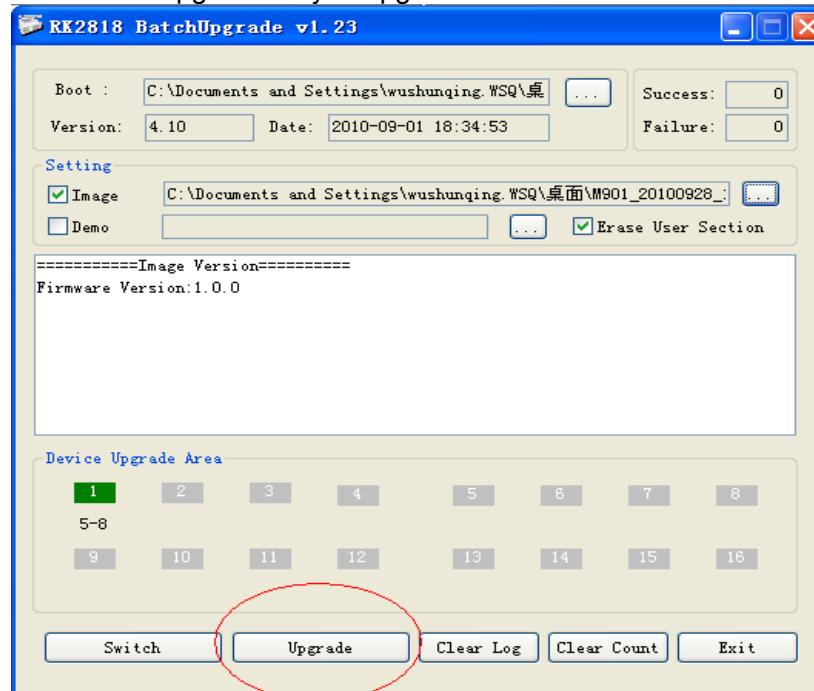 RK2818 BatchUpgrade v1.23
Boot : C:\Documents and Settings\wushunqing.WSQ\桌 ... Success: 0
Version: 4.10 Date: 2010-09-01 18:34:53 Failure: 0
Setting
Image C:\Documents and Settings\wushunqing.WSQ\桌面\M901_20100928_ ...
Demo ... Erase User Section
===========Image Version==========
Firmware Version:1.0.0
Device Upgrade Area
1 2 3 4 5 6 7 8
5-8
9 10 11 12 13 14 15 16
Switch Upgrade Clear Log Clear Count Exit